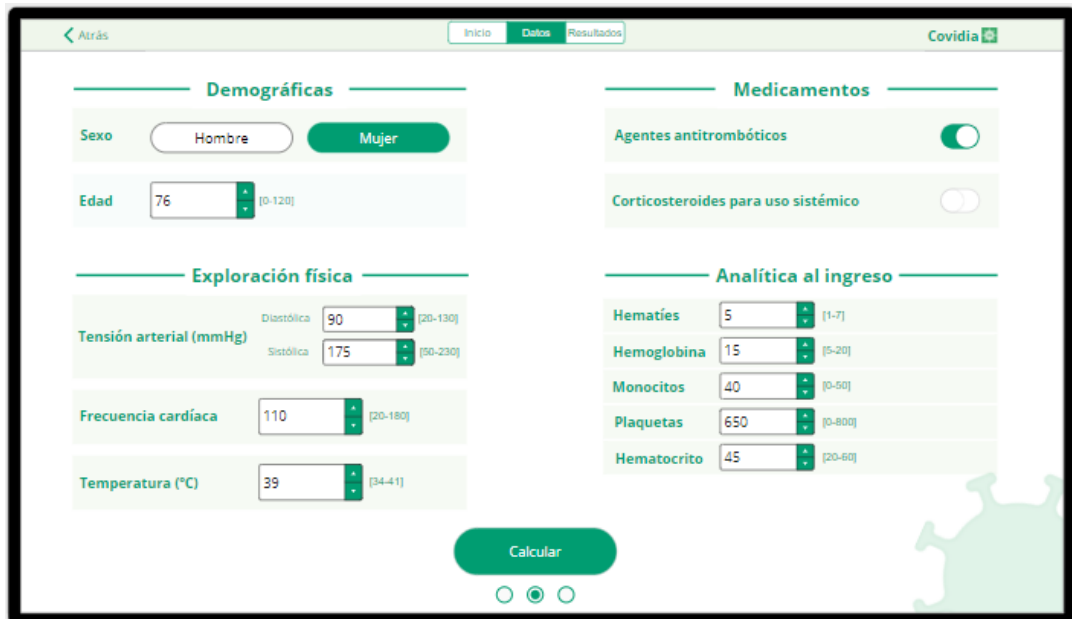 Atrás
Inicio Datos Resultados
Covidia
Demográficas
Sexo Hombre Mujer
Edad 76 [0-120]
Exploración física
Tensión arterial (mmHg)
Diastólica 90 [20-130]
Sistólica 175 [50-230]
Frecuencia cardíaca 110 [20-180]
Temperatura (ºC) 39 [34-41]
Medicamentos
Agentes antitrombóticos
Corticosteroides para uso sistémico
Analítica al ingreso
Hematíes 5 [1-7]
Hemoglobina 15 [5-20]
Monocitos 40 [0-50]
Plaquetas 650 [0-800]
Hematocrito 45 [20-60]
Calcular